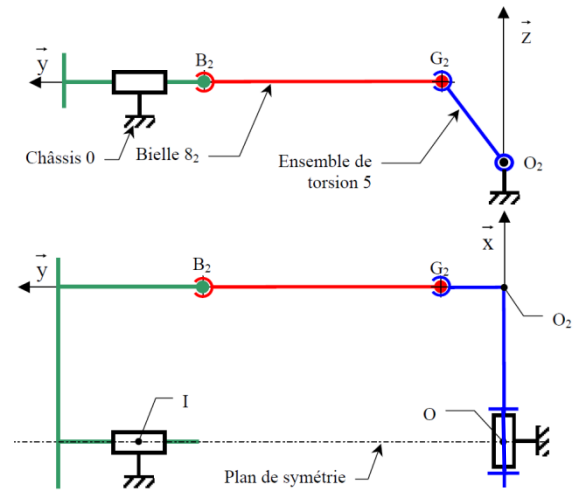 z
y
B₂
G₂
Châssis 0
Bielle 8₂
Ensemble de
torsion 5
O₂
x
y
B₂
G₂
O₂
I
O
Plan de symétrie